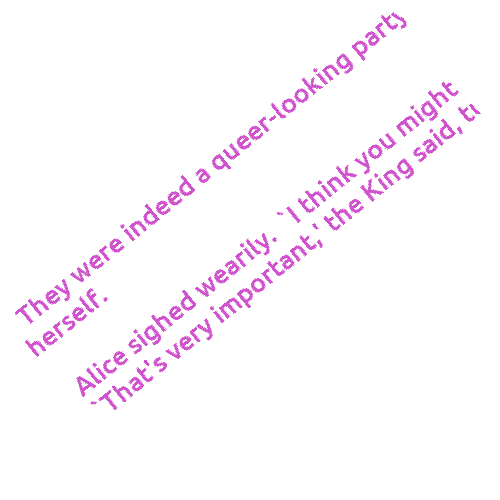 They were indeed a queer-looking party
herself.
Alice sighed wearily. `I think you might
`That's very important,' the King said,